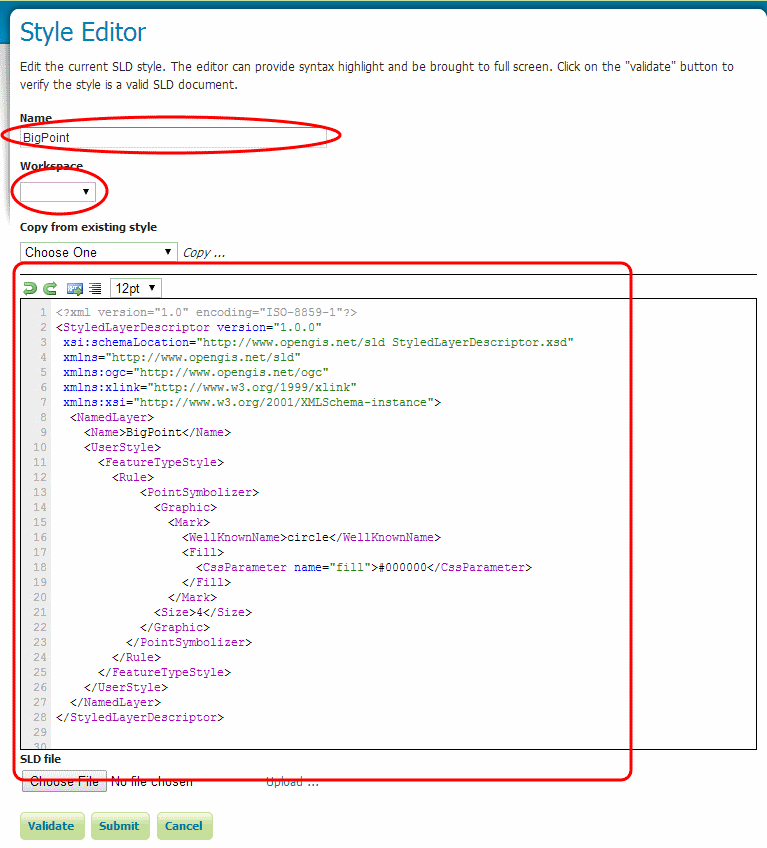 Style Editor
Edit the current SLD style. The editor can provide syntax highlight and be brought to full screen. Click on the "validate" button to
verify the style is a valid SLD document.
Name
BigPoint
Workspace
Copy from existing style
Choose One Copy ...
12pt
1 <?xml version="1.0" encoding="ISO-8859-1"?>
2 <StyledLayerDescriptor version="1.0.0"
3 xsi:schemaLocation="http://www.opengis.net/sld StyledLayerDescriptor.xsd"
4 xmlns="http://www.opengis.net/sld"
5 xmlns:ogc="http://www.opengis.net/ogc"
6 xmlns:xlink="http://www.w3.org/1999/xlink"
7 xmlns:xsi="http://www.w3.org/2001/XMLSchema-instance">
8 <NamedLayer>
9 <Name>BigPoint</Name>
10 <UserStyle>
11 <FeatureTypeStyle>
12 <Rule>
13 <PointSymbolizer>
14 <Graphic>
15 <Mark>
16 <WellKnownName>circle</WellKnownName>
17 <Fill>
18 <CssParameter name="fill">#000000</CssParameter>
19 </Fill>
20 </Mark>
21 <Size>4</Size>
22 </Graphic>
23 </PointSymbolizer>
24 </Rule>
25 </FeatureTypeStyle>
26 </UserStyle>
27 </NamedLayer>
28 </StyledLayerDescriptor>
29
30
SLD file
Choose File No file chosen Upload ...
Validate Submit Cancel